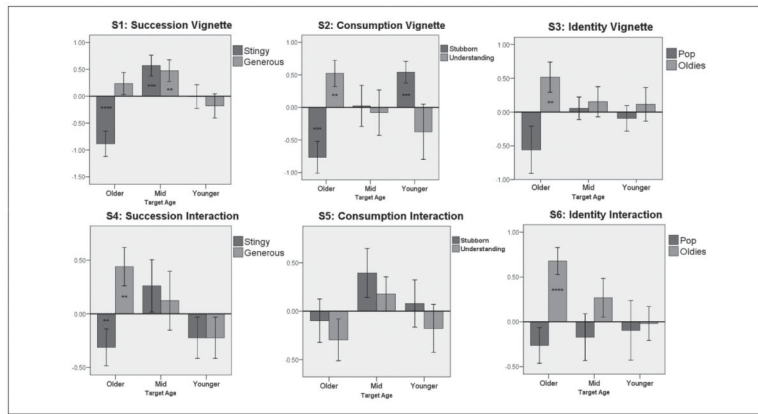 S1: Succession Vignette
Stingy
Generous
1.00
0.50
0.00
-0.50
-1.00
-1.50
****
***
**
Older
Mid
Younger
Target Age
S2: Consumption Vignette
Stubborn
Understanding
1.00
0.50
0.00
-0.50
-1.00
***
**
***
Older
Mid
Younger
Target Age
S3: Identity Vignette
Pop
Oldies
1.00
0.50
0.00
-0.50
-1.00
**
Older
Mid
Younger
Target Age
S4: Succession Interaction
Stingy
Generous
0.50
0.00
-0.50
**
**
Older
Mid
Younger
Target Age
S5: Consumption Interaction
Stubborn
Understanding
0.50
0.00
-0.50
Older
Mid
Younger
Target Age
S6: Identity Interaction
Pop
Oldies
1.00
0.50
0.00
-0.50
****
Older
Mid
Younger
Target Age